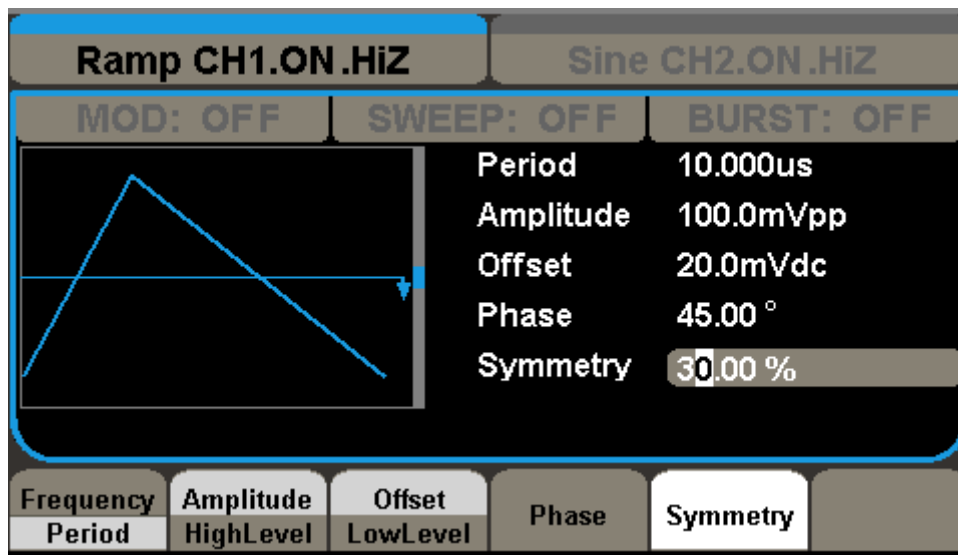 Ramp CH1.ON.HiZ
Sine CH2.ON.HiZ
MOD: OFF
SWEEP: OFF
BURST: OFF
Period 10.000us
Amplitude 100.0mVpp
Offset 20.0mVdc
Phase 45.00 °
Symmetry 30.00 %
Frequency
Period
Amplitude
HighLevel
Offset
LowLevel
Phase
Symmetry